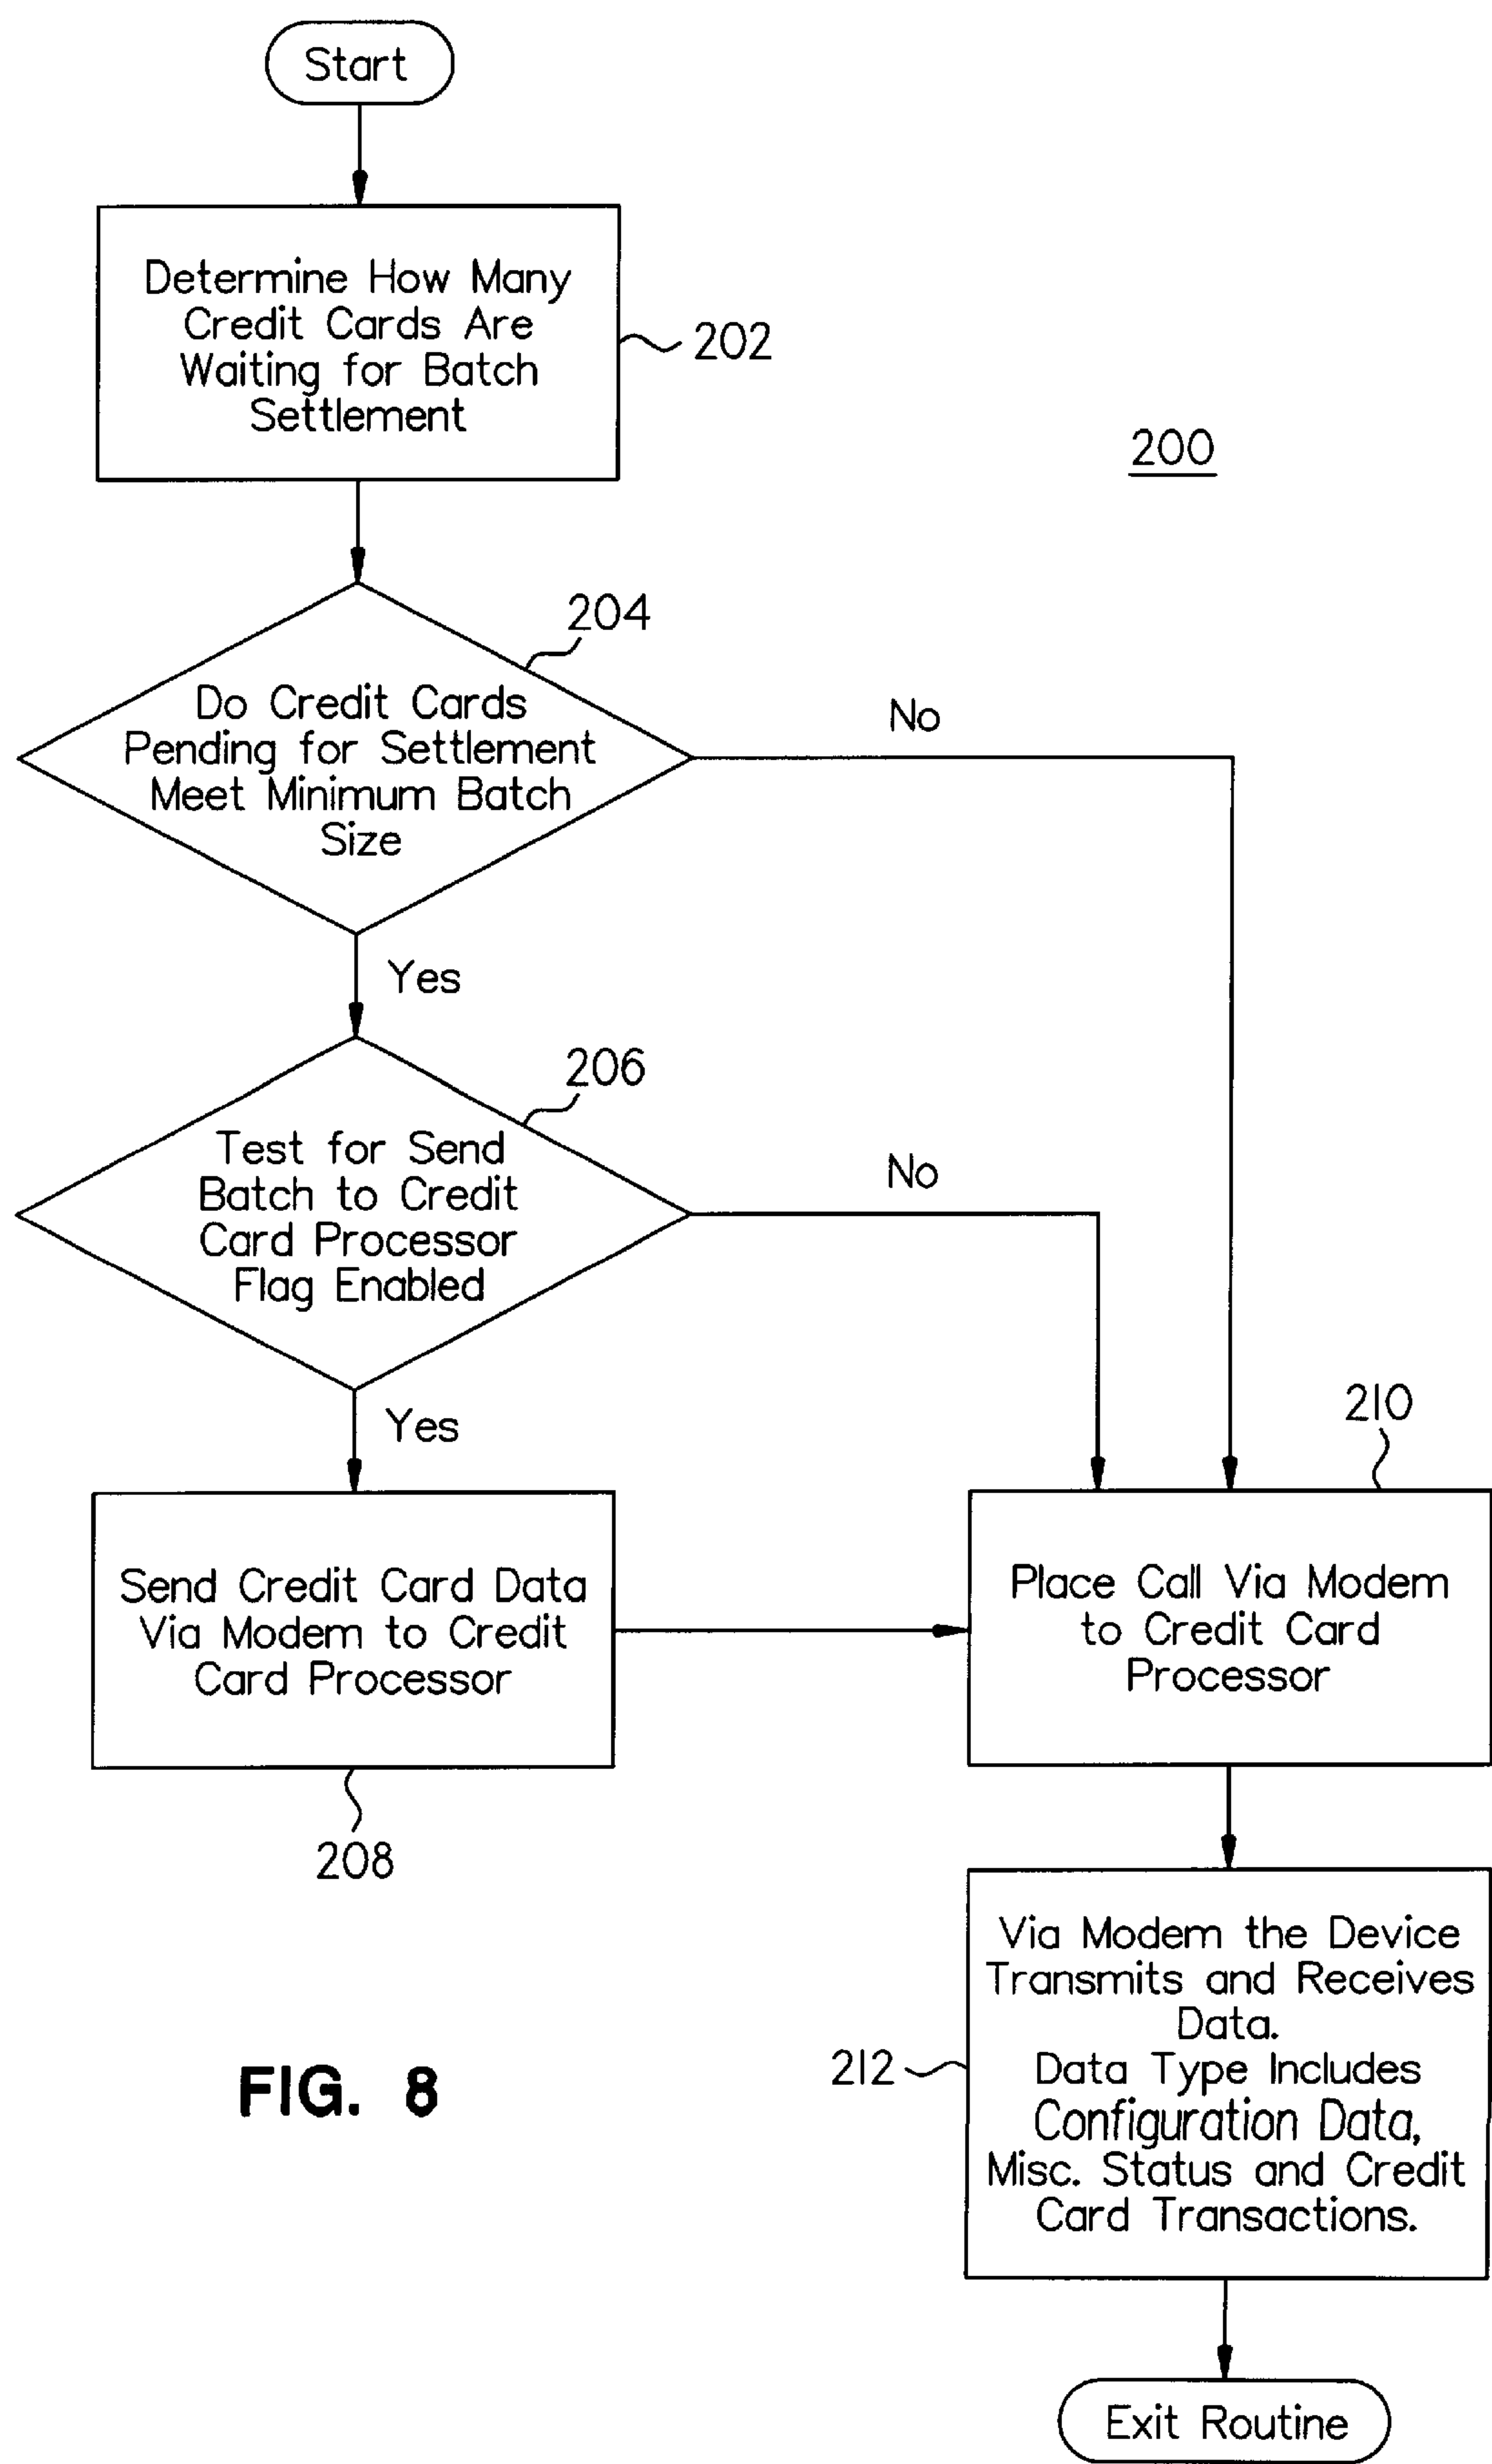 Start
Determine How Many
Credit Cards Are
Waiting for Batch
Settlement
202
200
204
Do Credit Cards
Pending for Settlement
Meet Minimum Batch
Size
No
Yes
206
Test for Send
Batch to Credit
Card Processor
Flag Enabled
No
Yes
210
Send Credit Card Data
Via Modem to Credit
Card Processor
208
Place Call Via Modem
to Credit Card
Processor
Via Modem the Device
Transmits and Receives
Data.
Data Type Includes
Configuration Data,
Misc. Status and Credit
Card Transactions.
212
FIG. 8
Exit Routine